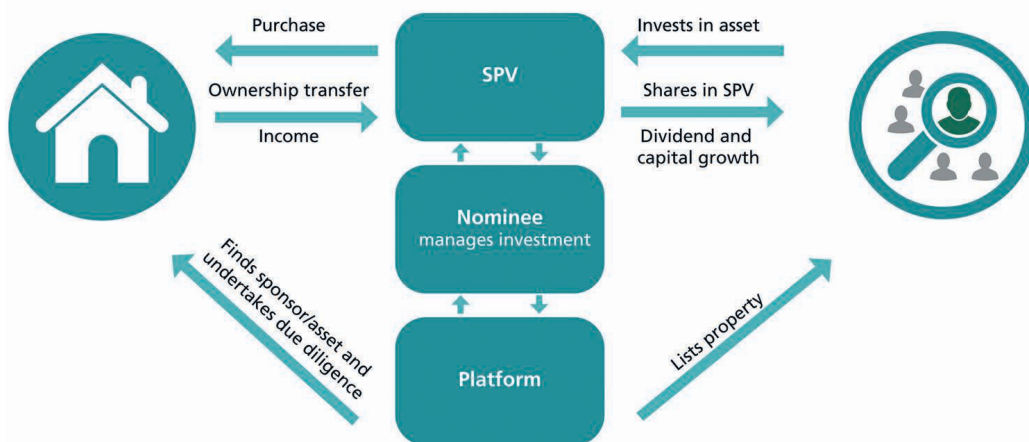 Purchase
SPV
Invests in asset
Ownership transfer
Income
Shares in SPV
Dividend and
capital growth
Nominee
manages investment
Finds sponsor/asset and
undertakes due diligence
Platform
Lists property